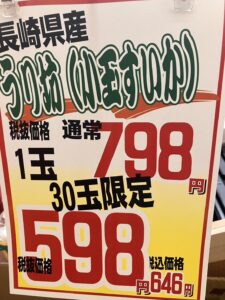 長崎県産
うり坊(小玉すいか)
税抜価格 通常 798円
1玉
30玉限定
税抜価格 598円 税込価格 646円